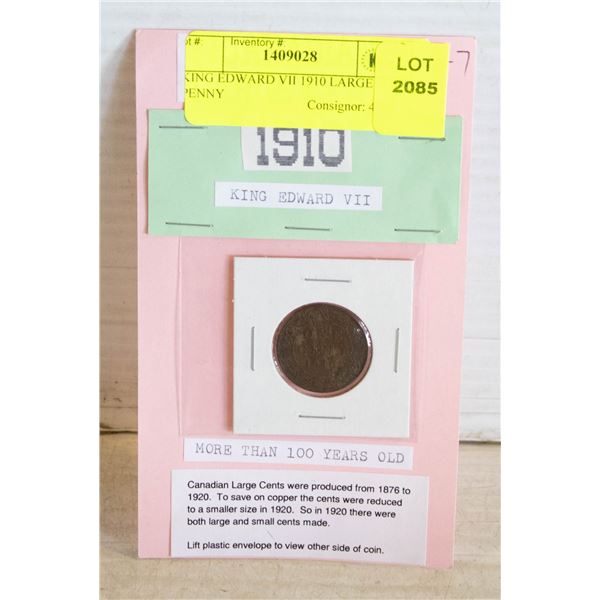 Inventory #:
1409028
KING EDWARD VII 1910 LARGE
PENNY
Consignor: 4
LOT
2085
-7
1910
KING EDWARD VII
MORE THAN 100 YEARS OLD
Canadian Large Cents were produced from 1876 to
1920. To save on copper the cents were reduced
to a smaller size in 1920. So in 1920 there were
both large and small cents made.
Lift plastic envelope to view other side of coin.